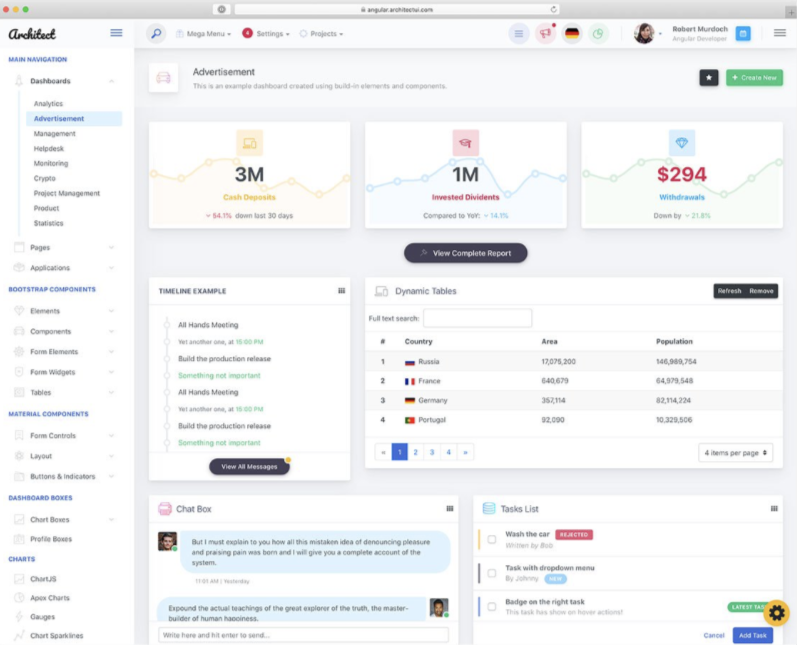 angular.architectui.com
Architect
Mega Menu
4
Settings
Projects
Robert Murdoch
Angular Developer
MAIN NAVIGATION
Dashboards
Analytics
Advertisement
Management
Helpdesk
Monitoring
Crypto
Project Management
Product
Statistics
Pages
Applications
BOOTSTRAP COMPONENTS
Elements
Components
Form Elements
Form Widgets
Tables
MATERIAL COMPONENTS
Form Controls
Layout
Buttons & Indicators
DASHBOARD BOXES
Chart Boxes
Profile Boxes
CHARTS
ChartJS
Apex Charts
Gauges
Chart Sparklines
Advertisement
This is an example dashboard created using build-in elements and components.
+ Create New
3M
Cash Deposits
54.1% down last 30 days
1M
Invested Dividents
Compared to YoY: 14.1%
$294
Withdrawals
Down by 21.8%
View Complete Report
TIMELINE EXAMPLE
All Hands Meeting
Yet another one, at 15:00 PM
Build the production release
Something not important
All Hands Meeting
Yet another one, at 15:00 PM
Build the production release
Something not important
View All Messages
Dynamic Tables
Refresh Remove
Full text search:
# Country Area Population
1 Russia 17,075,200 146,989,754
2 France 640,679 64,979,548
3 Germany 357,114 82,114,224
4 Portugal 92,090 10,329,506
« 1 2 3 4 »
4 items per page
Chat Box
But I must explain to you how all this mistaken idea of denouncing pleasure
and praising pain was born and I will give you a complete account of the
system.
11:01 AM | Yesterday
Expound the actual teachings of the great explorer of the truth, the master-
builder of human happiness.
Write here and hit enter to send...
Tasks List
Wash the car REJECTED
Written by Bob
Task with dropdown menu
By Johnny NEW
Badge on the right task
This task has show on hover actions!
LATEST TASK
Cancel
Add Task